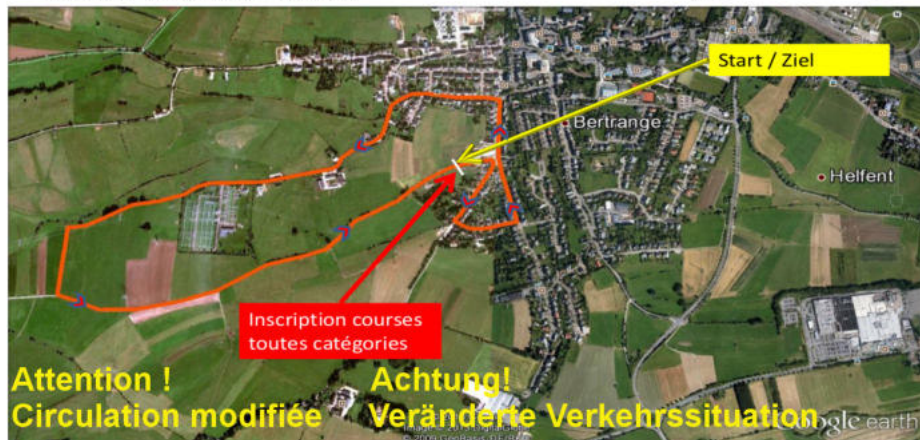 Start / Ziel
Bertrange
Helfent
Inscription courses
toutes catégories
Attention !
Circulation modifiée
Achtung!
Veränderte Verkehrssituation
Google earth